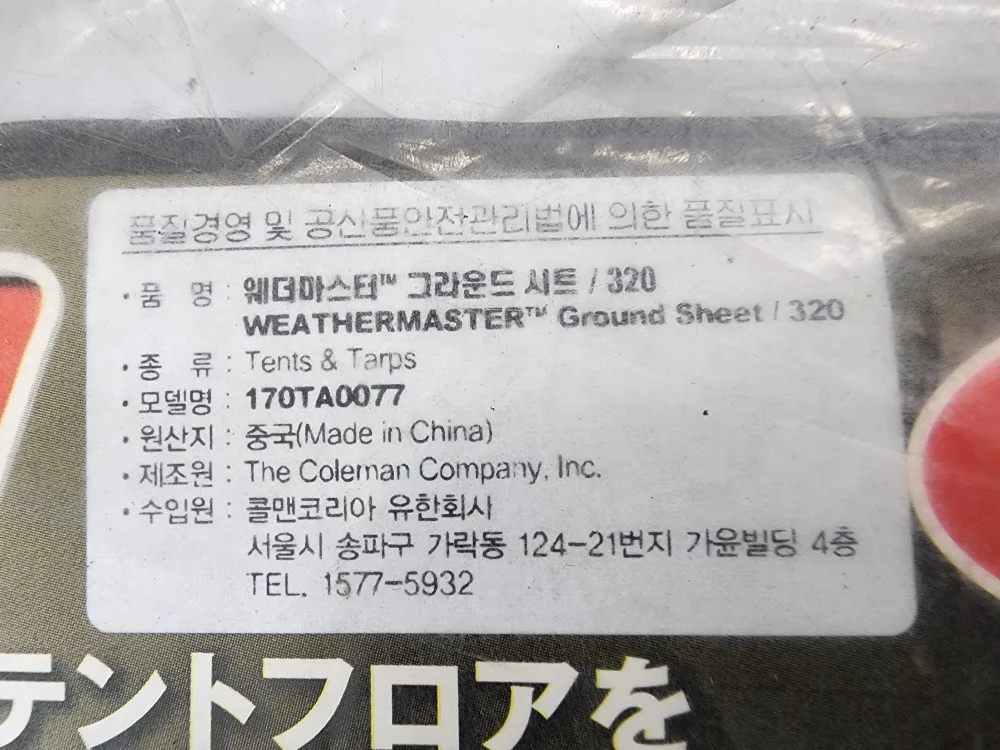 품질경영 및 공산품안전관리법에 의한 품질표시
· 품 명 : 웨더마스터™ 그라운드 시트 / 320
WEATHERMASTER™ Ground Sheet / 320
· 종 류 : Tents & Tarps
· 모델명 : 170TA0077
· 원산지 : 중국(Made in China)
· 제조원 : The Coleman Company, Inc.
· 수입원 : 콜맨코리아 유한회사
서울시 송파구 가락동 124-21번지 가윤빌딩 4층
TEL. 1577-5932
テントフロアを